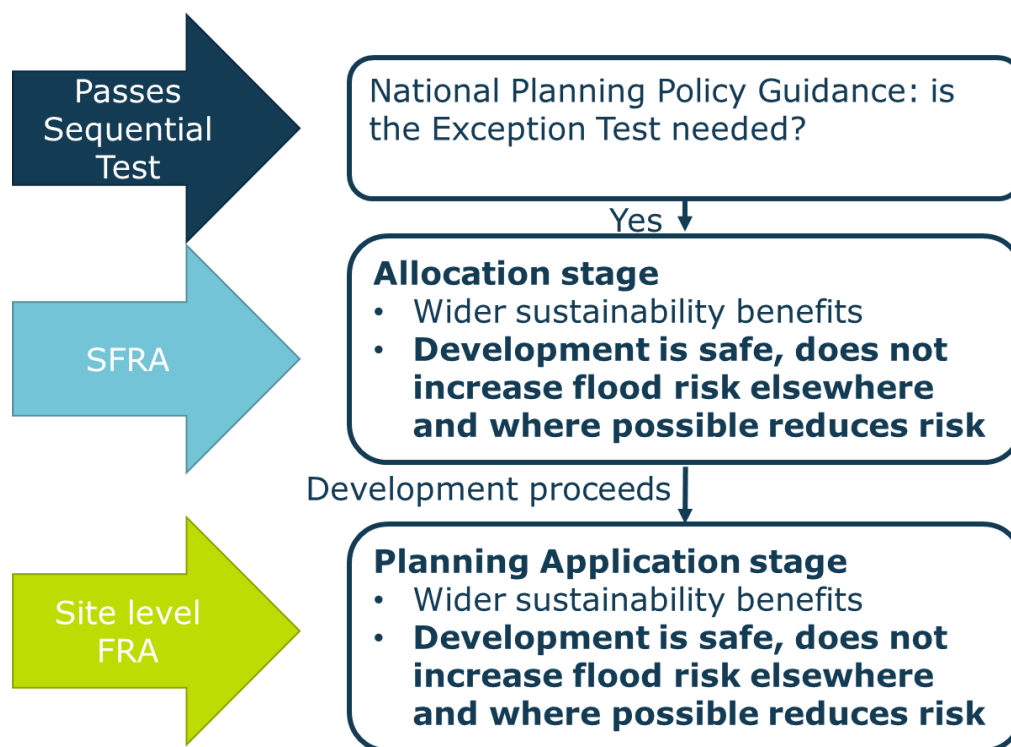 Passes
Sequential
Test
National Planning Policy Guidance: is
the Exception Test needed?
Yes
SFRA
Allocation stage
• Wider sustainability benefits
• Development is safe, does not
increase flood risk elsewhere
and where possible reduces risk
Development proceeds
Site level
FRA
Planning Application stage
• Wider sustainability benefits
• Development is safe, does not
increase flood risk elsewhere
and where possible reduces risk